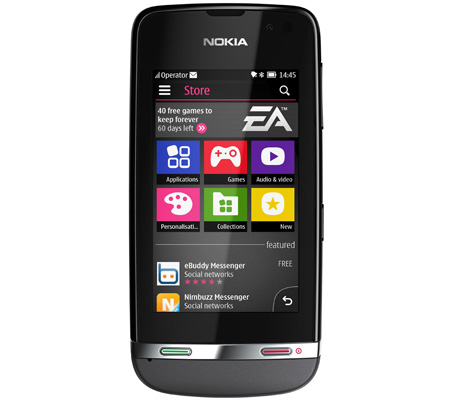 NOKIA
Operator 14:45
Store
40 free games to
keep forever
60 days left
EA™
Applications Games Audio & video
Personalisati.. Collections New
featured
eBuddy Messenger FREE
Social networks
Nimbuzz Messenger
Social networks